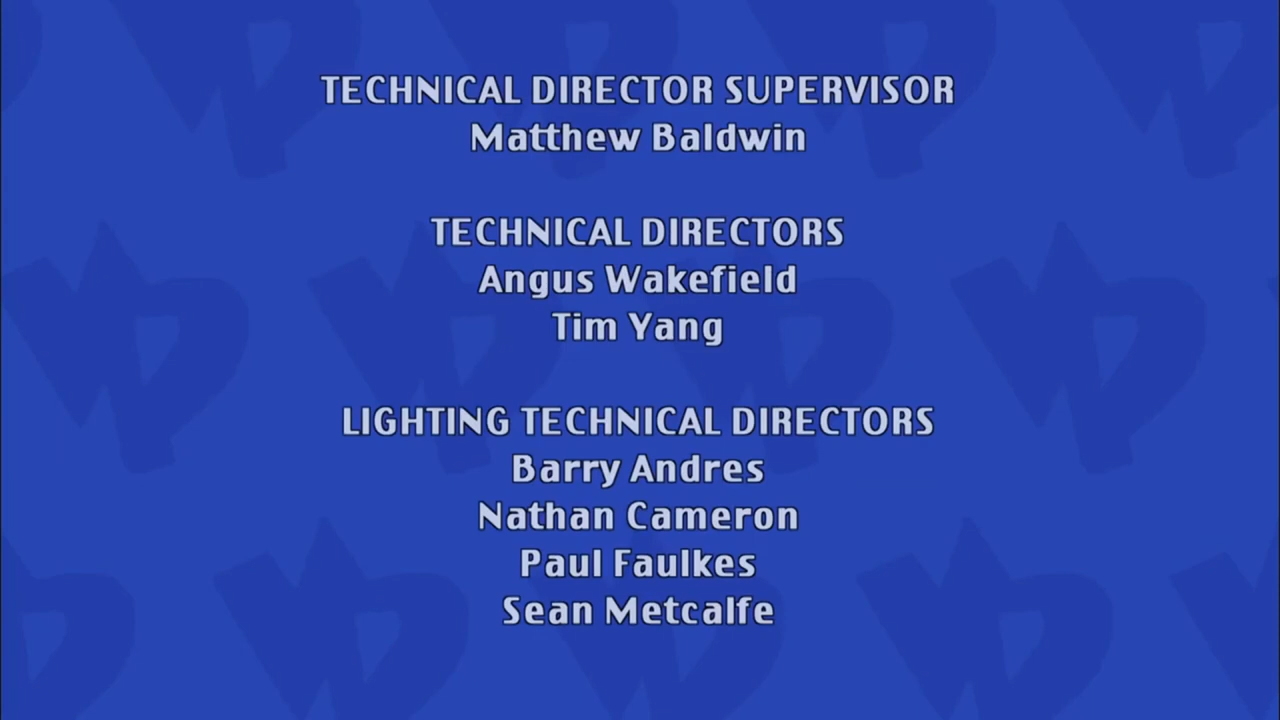 TECHNICAL DIRECTOR SUPERVISOR
Matthew Baldwin
TECHNICAL DIRECTORS
Angus Wakefield
Tim Yang
LIGHTING TECHNICAL DIRECTORS
Barry Andres
Nathan Cameron
Paul Faulkes
Sean Metcalfe